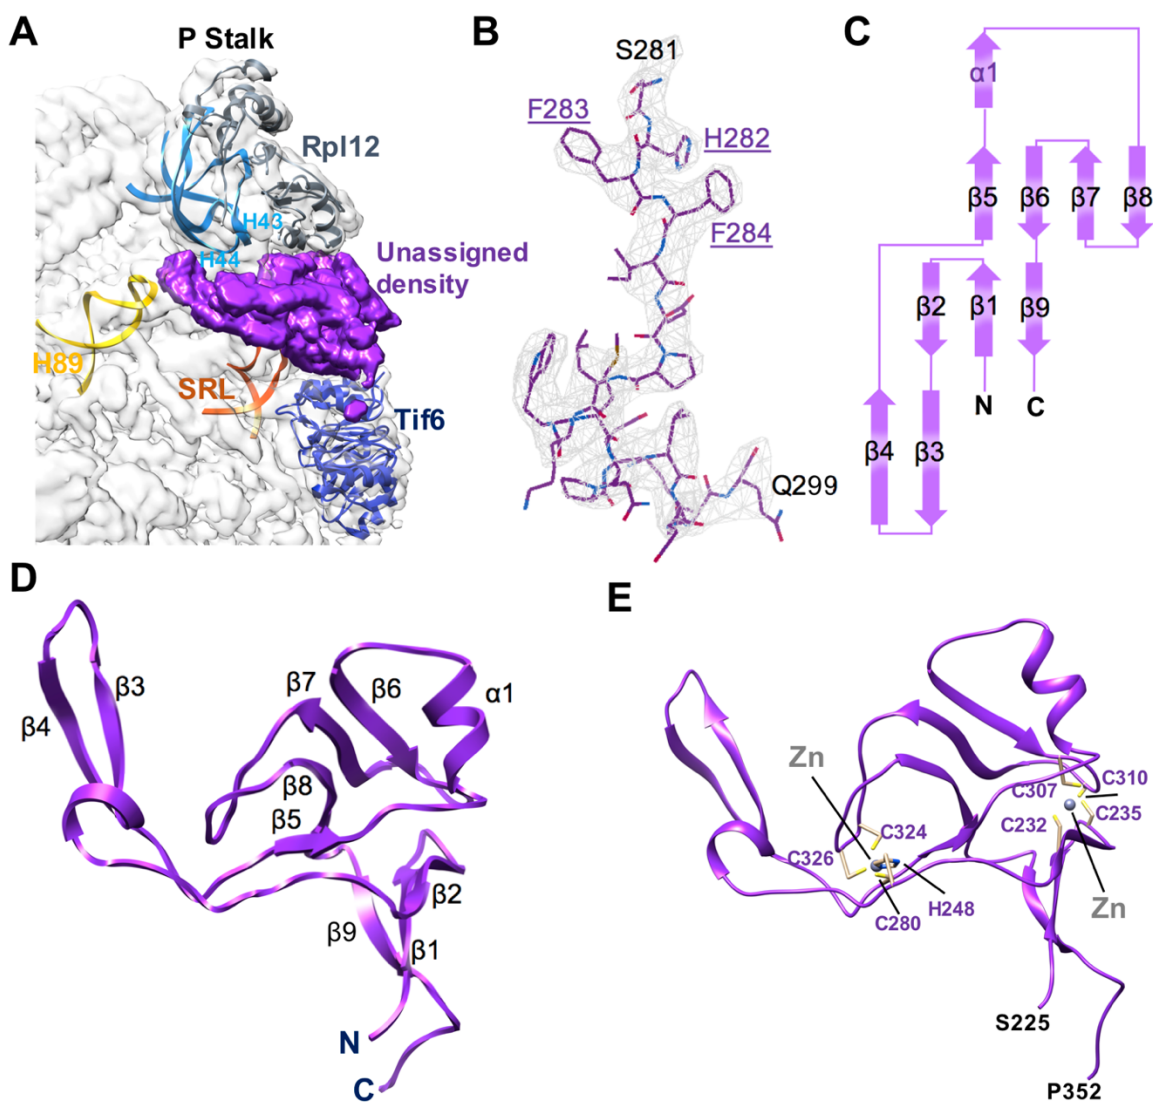 A
P Stalk
Rpl12
H43
H44
Unassigned
density
H89
SRL
Tif6
B
S281
F283
H282
F284
Q299
C
α1
β5
β6
β7
β8
β2
β1
β9
N
C
β4
β3
D
β3
β4
β7
β6
α1
β8
β5
β2
β9
β1
N
C
E
Zn
C307
C310
C232
C235
C324
C326
H248
C280
Zn
S225
P352